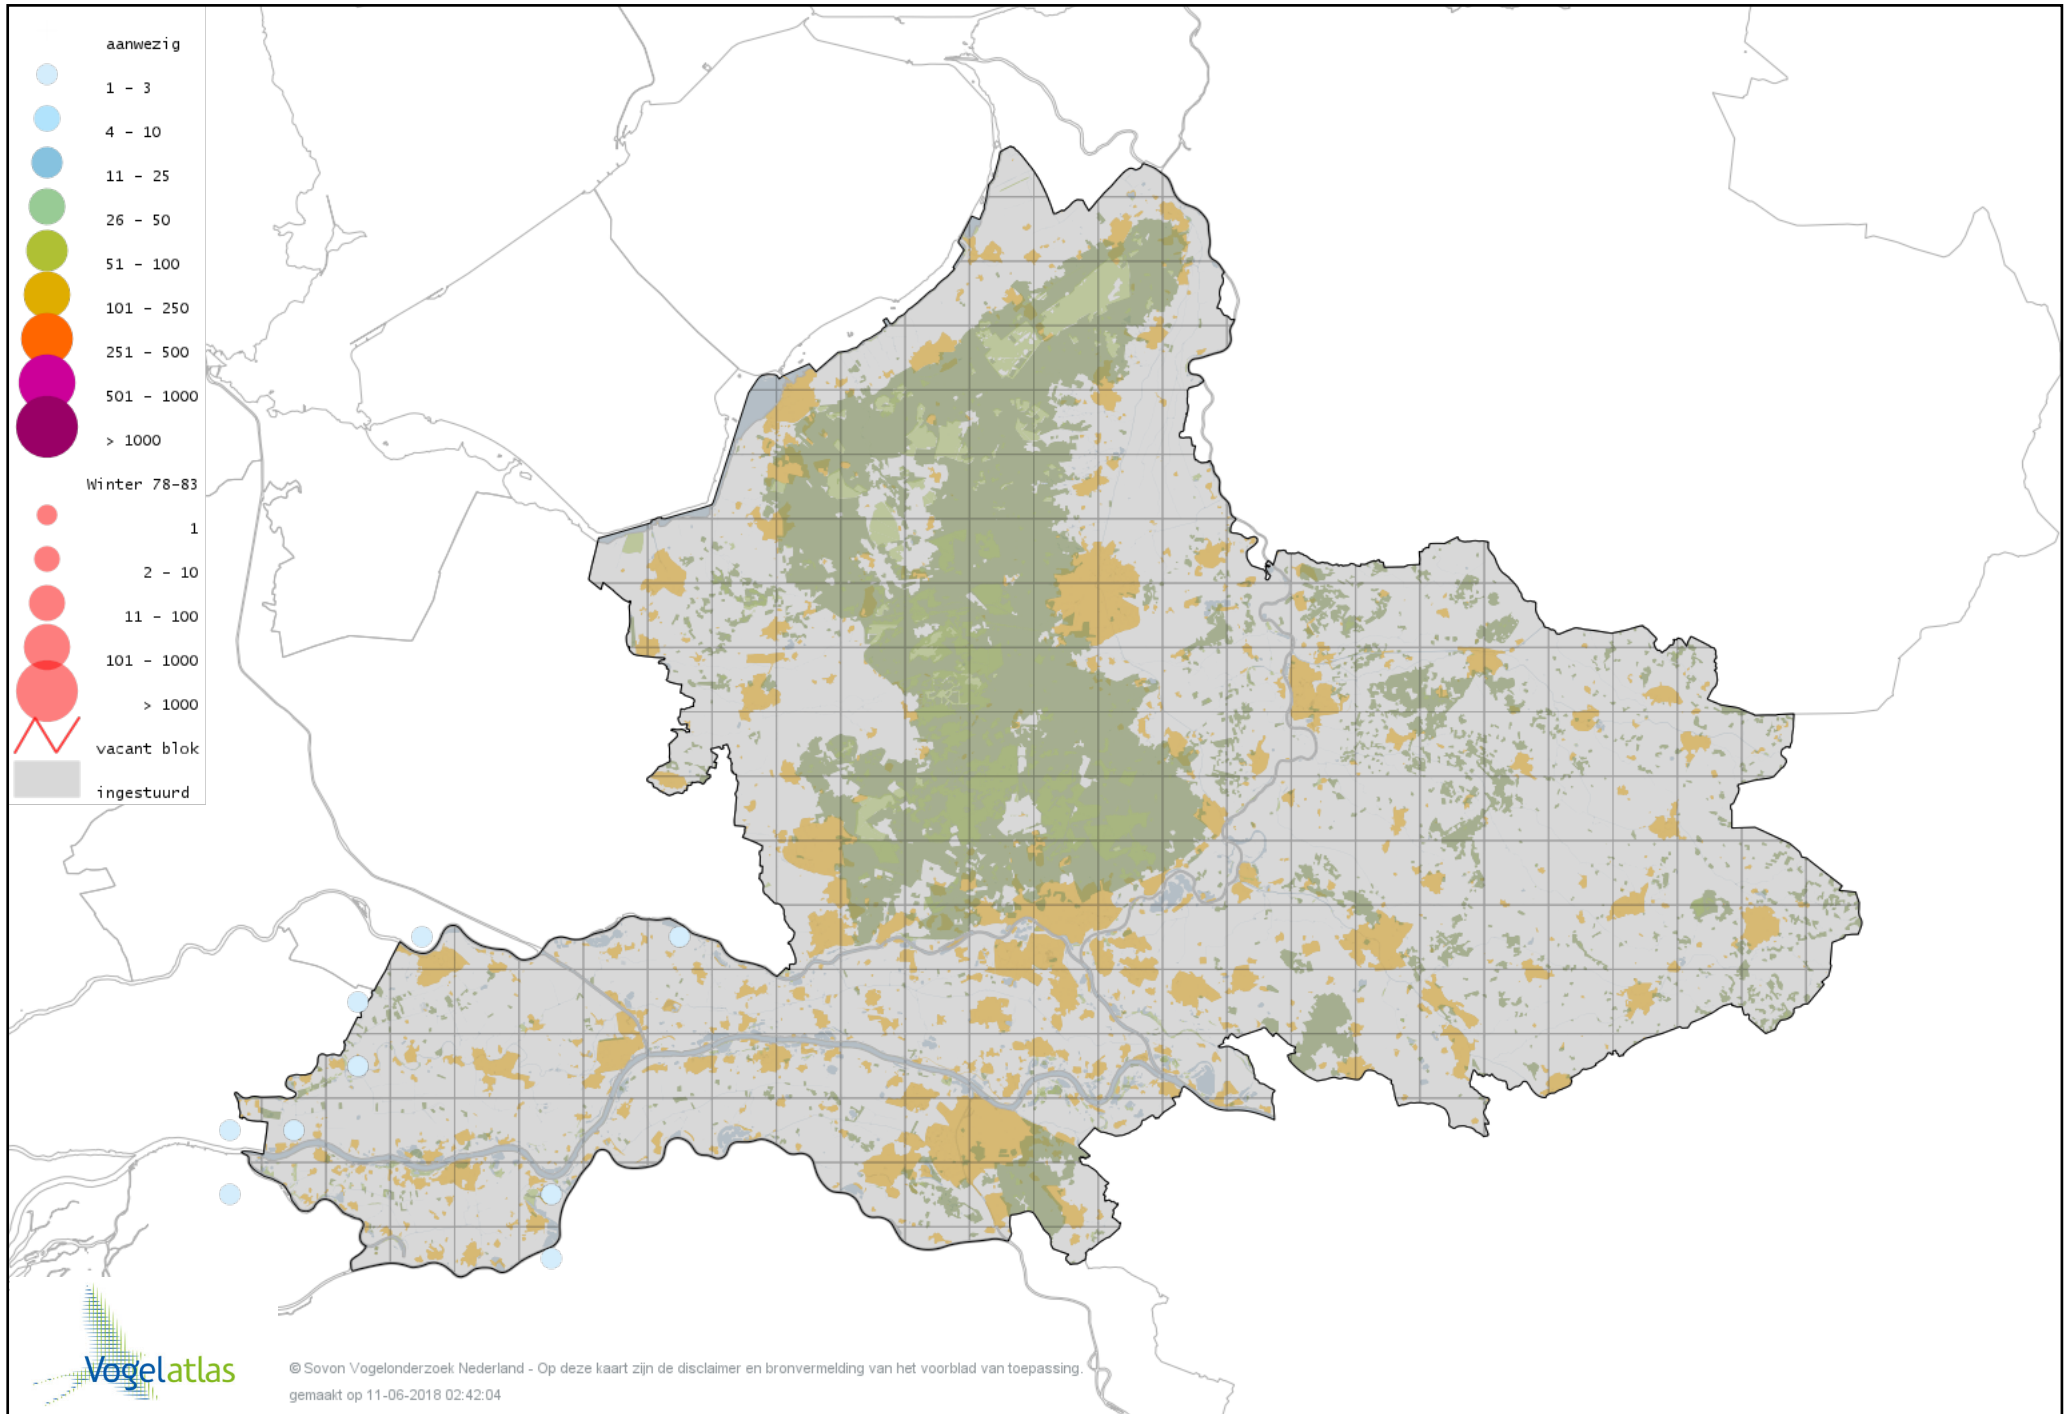 aanwezig
1 - 3
4 - 10
11 - 25
26 - 50
51 - 100
101 - 250
251 - 500
501 - 1000
> 1000
Winter 78-83
1
2 - 10
11 - 100
101 - 1000
> 1000
vacant blok
ingestuurd
Vogelatlas
© Sovon Vogelonderzoek Nederland - Op deze kaart zijn de disclaimer en bronvermelding van het voorblad van toepassing.
gemaakt op 11-06-2018 02:42:04